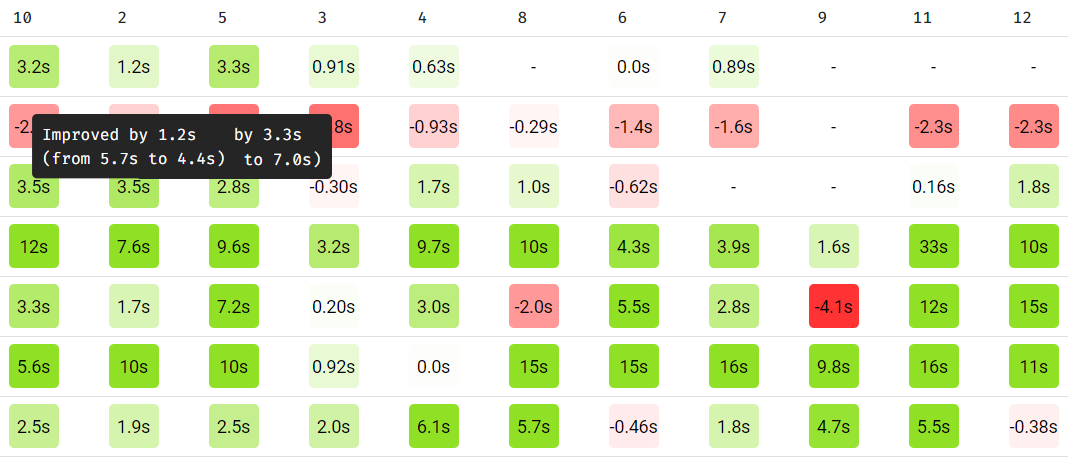 10 2 5 3 4 8 6 7 9 11 12
3.2s 1.2s 3.3s 0.91s 0.63s - 0.0s 0.89s - - -
-2. 8s -0.93s -0.29s -1.4s -1.6s - -2.3s -2.3s
Improved by 1.2s by 3.3s
(from 5.7s to 4.4s) to 7.0s)
3.5s 3.5s 2.8s -0.30s 1.7s 1.0s -0.62s - - 0.16s 1.8s
12s 7.6s 9.6s 3.2s 9.7s 10s 4.3s 3.9s 1.6s 33s 10s
3.3s 1.7s 7.2s 0.20s 3.0s -2.0s 5.5s 2.8s -4.1s 12s 15s
5.6s 10s 10s 0.92s 0.0s 15s 15s 16s 9.8s 16s 11s
2.5s 1.9s 2.5s 2.0s 6.1s 5.7s -0.46s 1.8s 4.7s 5.5s -0.38s